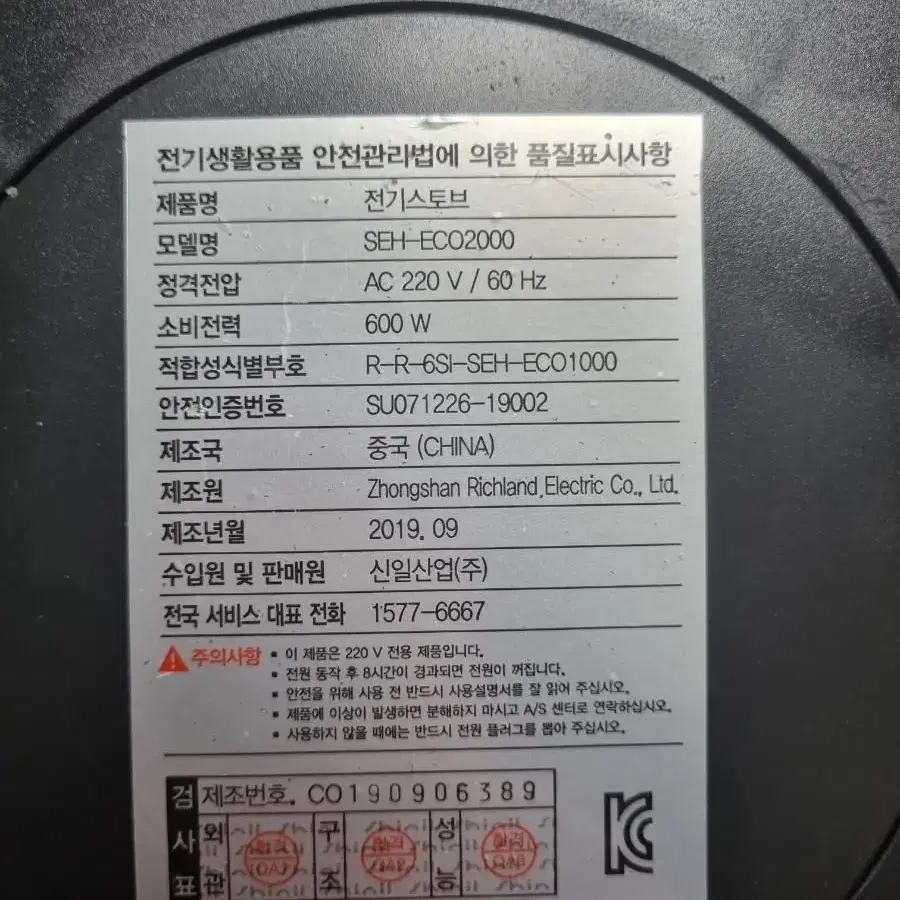 전기생활용품 안전관리법에 의한 품질표시사항
제품명 전기스토브
모델명 SEH-ECO2000
정격전압 AC 220 V / 60 Hz
소비전력 600 W
적합성식별부호 R-R-6SI-SEH-ECO1000
안전인증번호 SU071226-19002
제조국 중국 (CHINA)
제조원 Zhongshan Richland Electric Co., Ltd.
제조년월 2019. 09
수입원 및 판매원 신일산업(주)
전국 서비스 대표 전화 1577-6667
주의사항 ▪ 이 제품은 220 V 전용 제품입니다.
▪ 전원 동작 후 8시간이 경과되면 전원이 꺼집니다.
▪ 안전을 위해 사용 전 반드시 사용설명서를 잘 읽어 주십시오.
▪ 제품에 이상이 발생하면 분해하지 마시고 A/S 센터로 연락하십시오.
▪ 사용하지 않을 때에는 반드시 전원 플러그를 뽑아 주십시오.
검사표 제조번호. CO190906389
외관 합격 구조 합격 성능 합격
KC